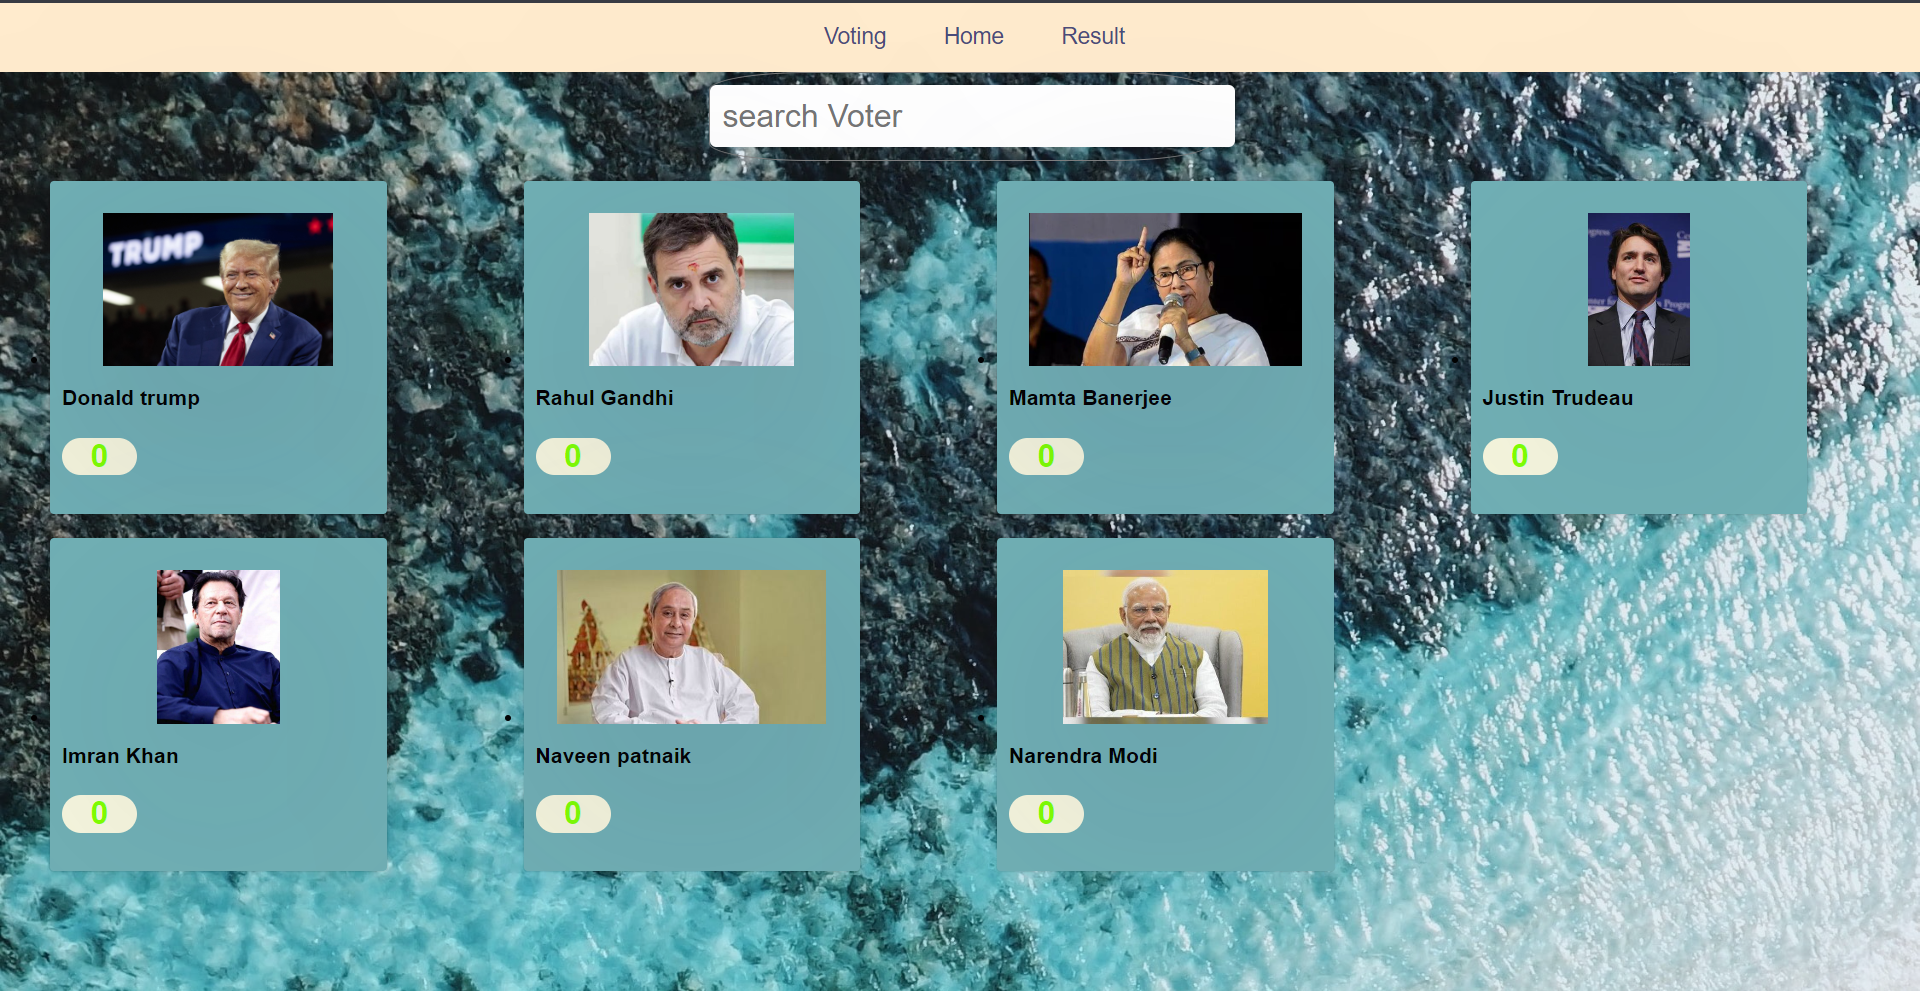 Voting Home Result
search Voter
TRUMP
Donald trump
0
Rahul Gandhi
0
Mamta Banerjee
0
Justin Trudeau
0
Imran Khan
0
Naveen patnaik
0
Narendra Modi
0